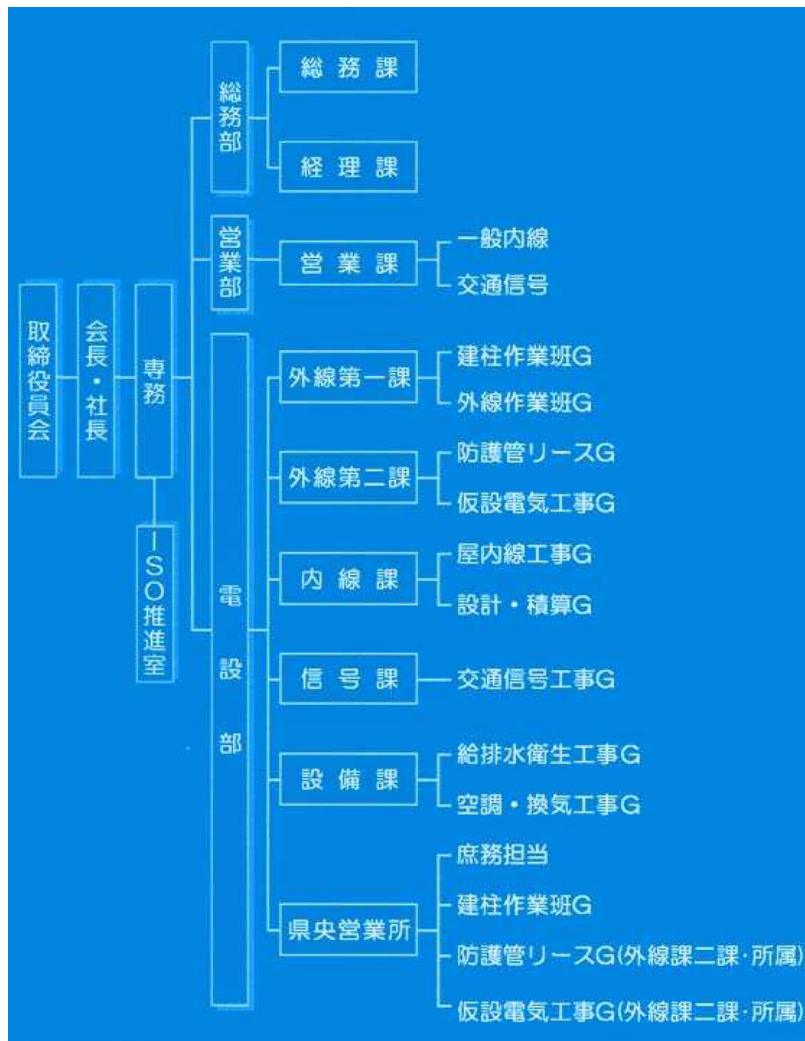 取締役員会
会長・社長
専務
ISO推進室
総務部
総務課
経理課
営業部
営業課
一般内線
交通信号
電設部
外線第一課
建柱作業班G
外線作業班G
外線第二課
防護管リースG
仮設電気工事G
内線課
屋内線工事G
設計・積算G
信号課
交通信号工事G
設備課
給排水衛生工事G
空調・換気工事G
県央営業所
庶務担当
建柱作業班G
防護管リースG(外線課二課・所属)
仮設電気工事G(外線課二課・所属)